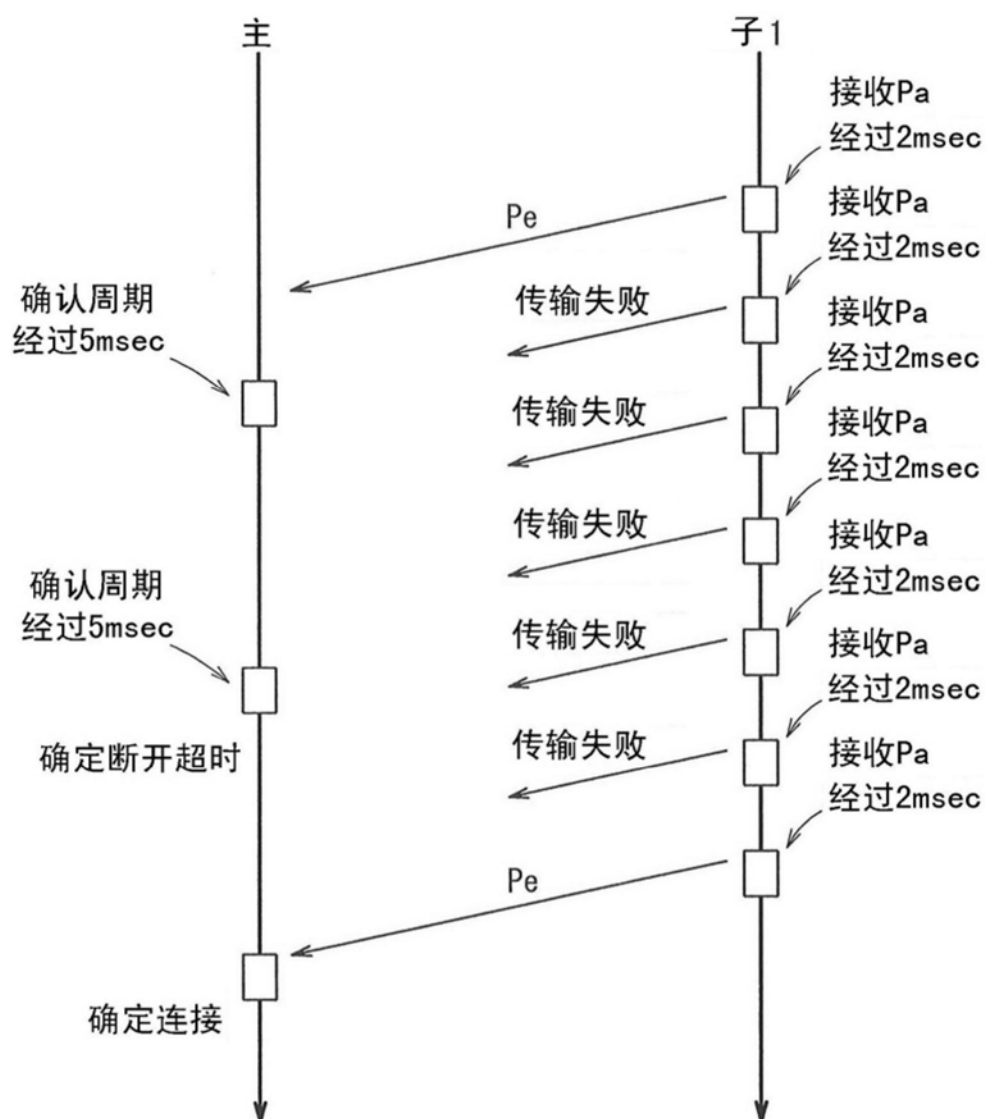 主
子1
接收Pa
经过2msec
Pe
接收Pa
经过2msec
确认周期
经过5msec
传输失败
接收Pa
经过2msec
传输失败
接收Pa
经过2msec
传输失败
接收Pa
经过2msec
确认周期
经过5msec
传输失败
接收Pa
经过2msec
确定断开超时
传输失败
接收Pa
经过2msec
Pe
确定连接